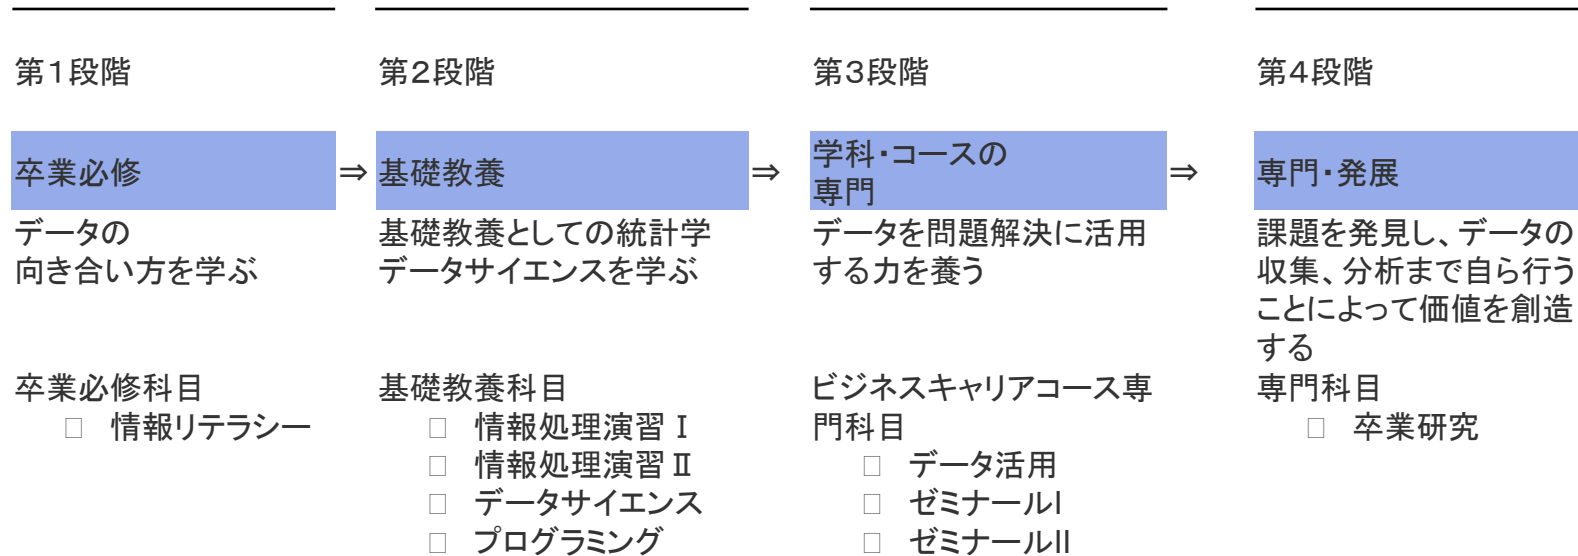 第１段階
第２段階
第３段階
第４段階
卒業必修
⇒
基礎教養
⇒
学科・コースの
専門
⇒
専門・発展
データの
向き合い方を学ぶ
基礎教養としての統計学
データサイエンスを学ぶ
データを問題解決に活用
する力を養う
課題を発見し、データの
収集、分析まで自ら行う
ことによって価値を創造
する
卒業必修科目
□ 情報リテラシー
基礎教養科目
□ 情報処理演習Ⅰ
□ 情報処理演習Ⅱ
□ データサイエンス
□ プログラミング
ビジネスキャリアコース専
門科目
□ データ活用
□ ゼミナールI
□ ゼミナールII
専門科目
□ 卒業研究